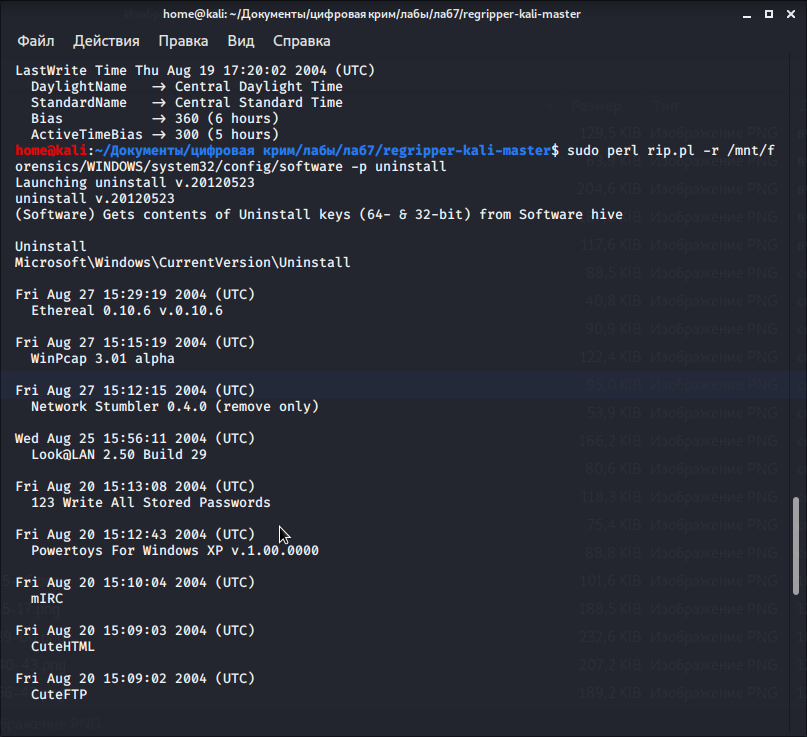 home@kali: ~/Документы/цифровая крим/лабы/лаб7/regripper-kali-master
Файл Действия Правка Вид Справка
LastWrite Time Thu Aug 19 17:20:02 2004 (UTC)
DaylightName -> Central Daylight Time
StandardName -> Central Standard Time
Bias -> 360 (6 hours)
ActiveTimeBias -> 300 (5 hours)
home@kali:~/Документы/цифровая крим/лабы/лаб7/regripper-kali-master$ sudo perl rip.pl -r /mnt/f
orensics/WINDOWS/system32/config/software -p uninstall
Launching uninstall v.20120523
uninstall v.20120523
(Software) Gets contents of Uninstall keys (64- & 32-bit) from Software hive
Uninstall
Microsoft\Windows\CurrentVersion\Uninstall
Fri Aug 27 15:29:19 2004 (UTC)
Ethereal 0.10.6 v.0.10.6
Fri Aug 27 15:15:19 2004 (UTC)
WinPcap 3.01 alpha
Fri Aug 27 15:12:15 2004 (UTC)
Network Stumbler 0.4.0 (remove only)
Wed Aug 25 15:56:11 2004 (UTC)
Look@LAN 2.50 Build 29
Fri Aug 20 15:13:08 2004 (UTC)
123 Write All Stored Passwords
Fri Aug 20 15:12:43 2004 (UTC)
Powertoys For Windows XP v.1.00.0000
Fri Aug 20 15:10:04 2004 (UTC)
mIRC
Fri Aug 20 15:09:03 2004 (UTC)
CuteHTML
Fri Aug 20 15:09:02 2004 (UTC)
CuteFTP